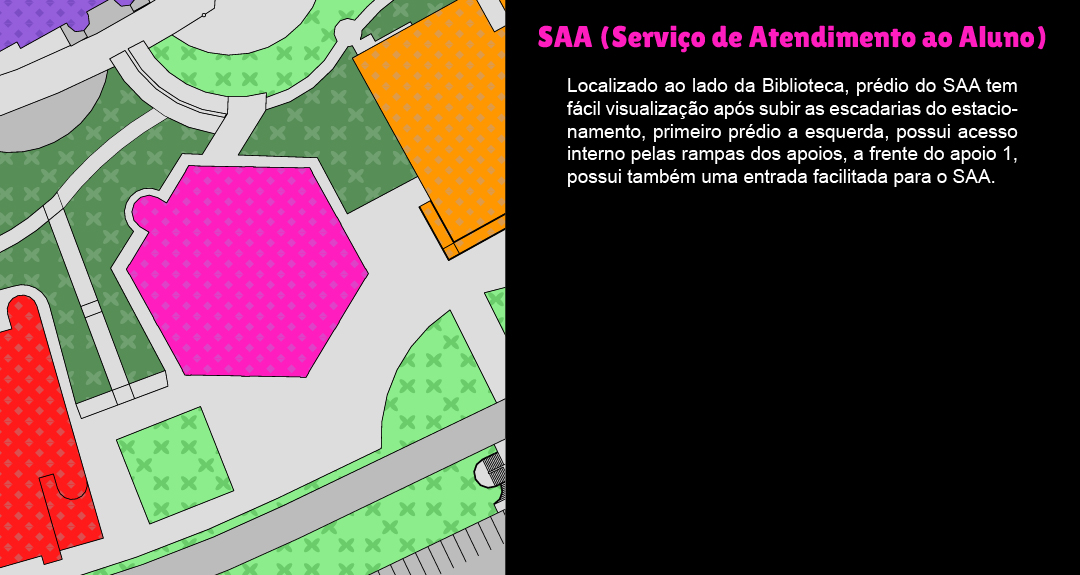 SAA (Serviço de Atendimento ao Aluno)
Localizado ao lado da Biblioteca, prédio do SAA tem
fácil visualização após subir as escadarias do estacio-
namento, primeiro prédio a esquerda, possui acesso
interno pelas rampas dos apoios, a frente do apoio 1,
possui também uma entrada facilitada para o SAA.